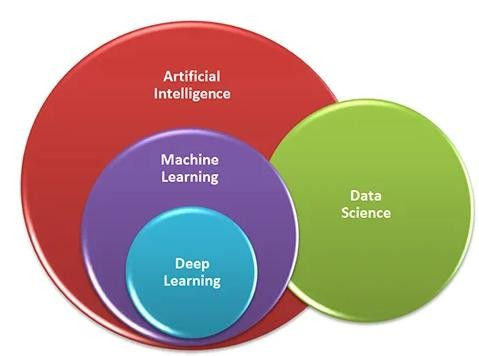 Artificial
Intelligence
Machine
Learning
Data
Science
Deep
Learning